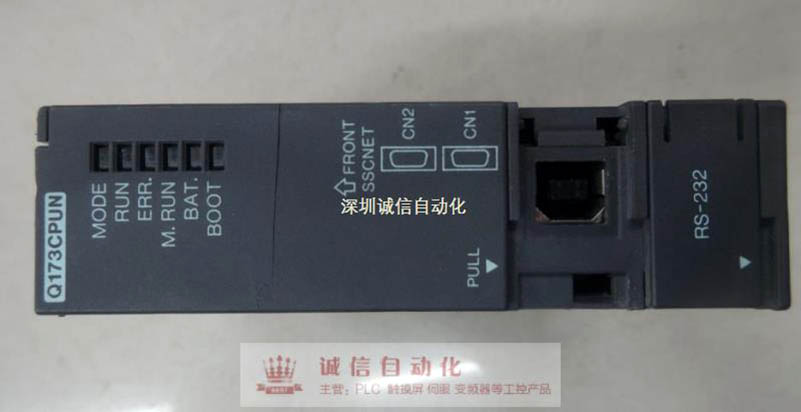 Q173CPUN
MODE
RUN
ERR.
M. RUN
BAT.
BOOT
FRONT
SSCNET
CN2
CN1
PULL
RS-232
深圳诚信自动化
诚信自动化
主营：PLC 触摸屏 伺服 变频器等工控产品